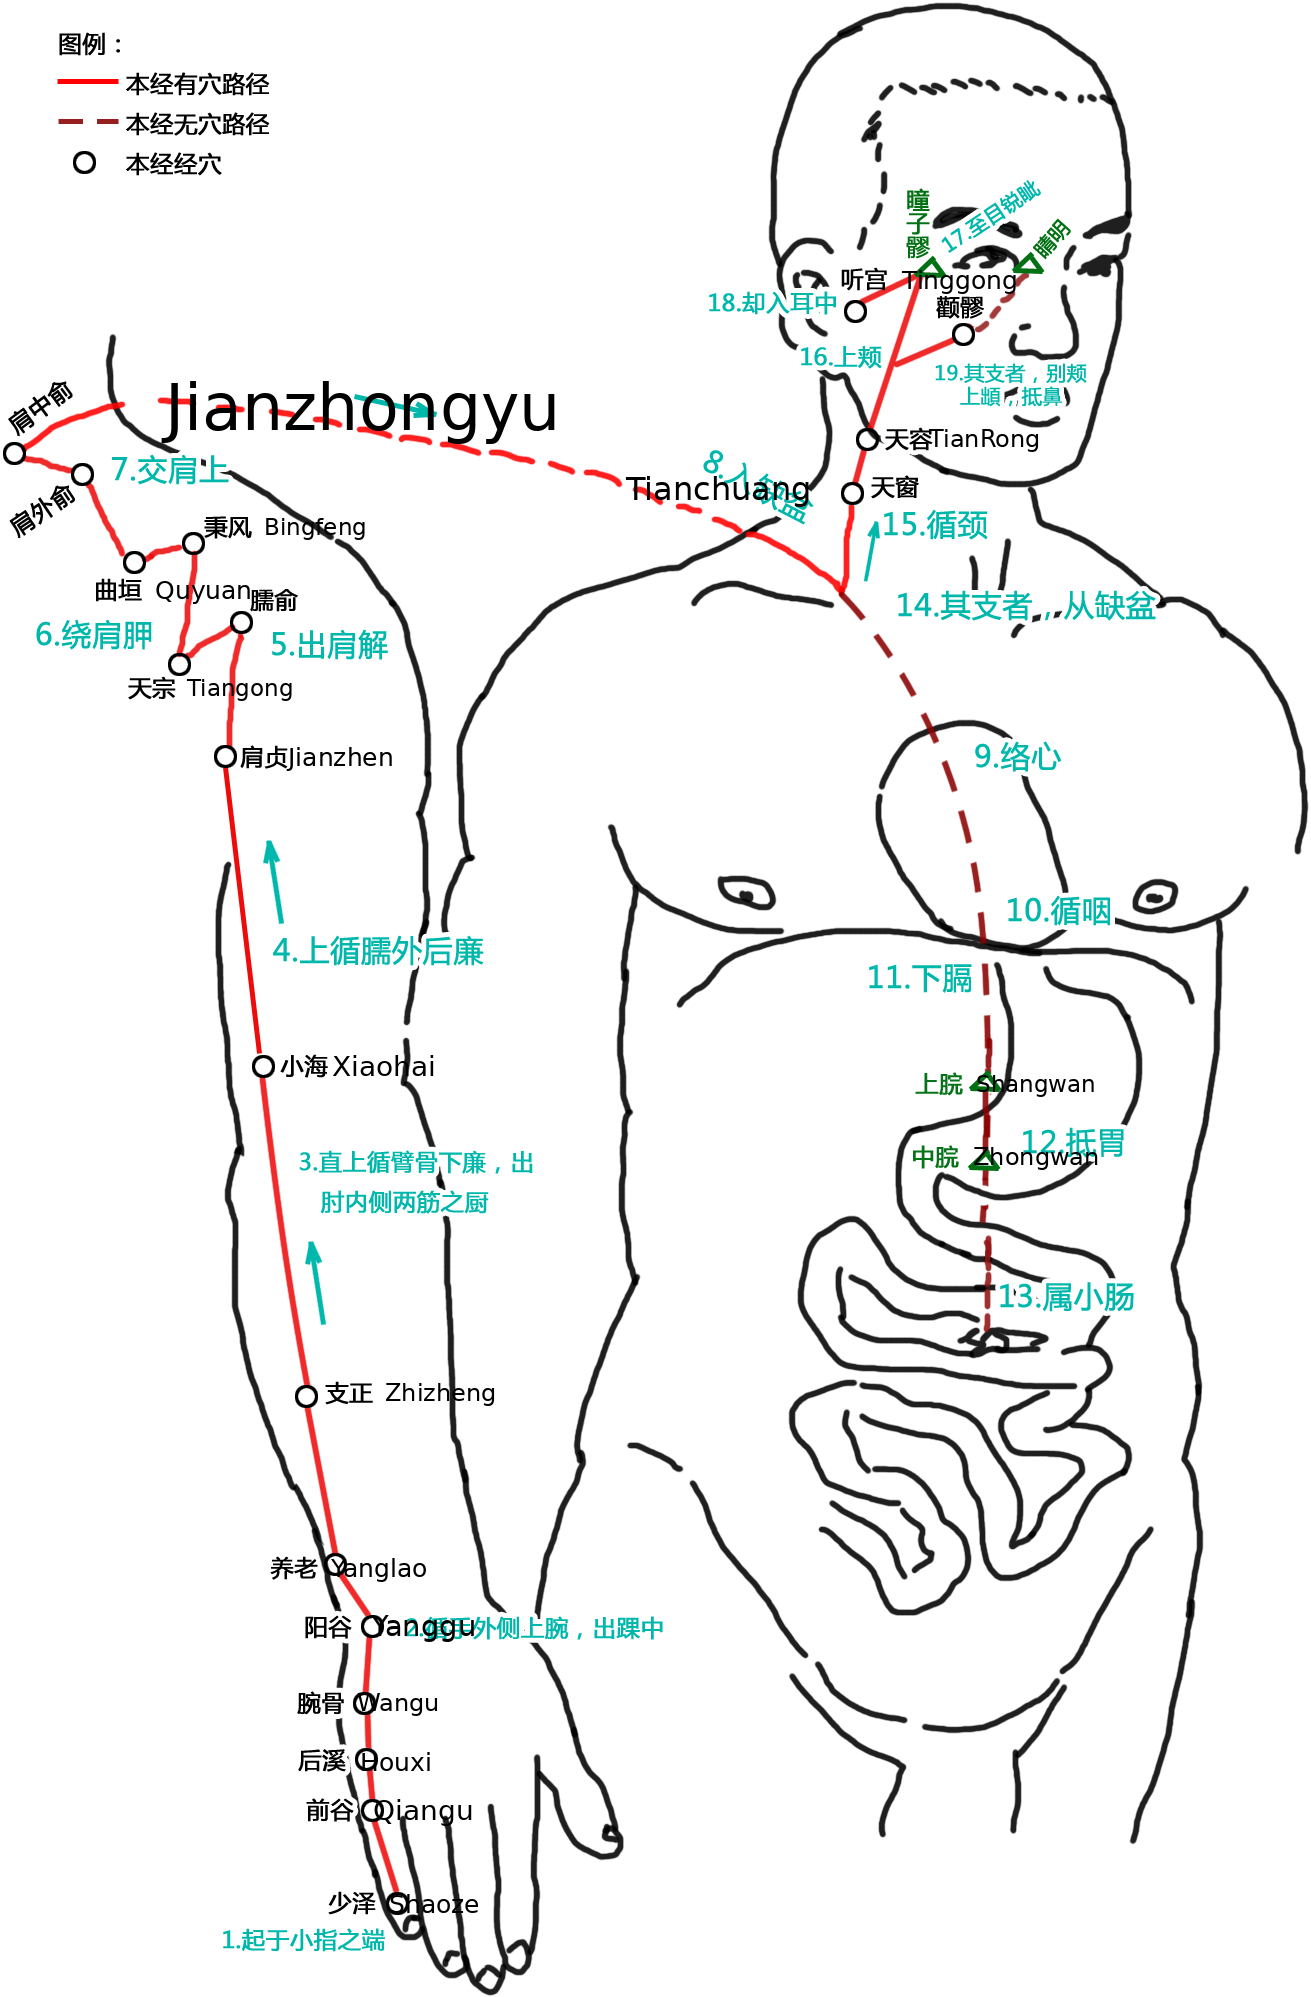 图例：
本经有穴路径
本经无穴路径
本经经穴
瞳子髎
17.至目锐眦
睛明
听宫 Tinggong
18.却入耳中
颧髎
16.上颊
19.其支者，别颊
上䪼，抵鼻
肩中俞
Jianzhongyu
天容TianRong
7.交肩上
8.入缺盆
Tianchuang
天窗
肩外俞
秉风 Bingfeng
15.循颈
曲垣 Quyuan
臑俞
14.其支者，从缺盆
6.绕肩胛
5.出肩解
天宗 Tiangong
肩贞Jianzhen
9.络心
10.循咽
4.上循臑外后廉
11.下膈
小海 Xiaohai
上脘 Shangwan
12.抵胃
中脘 Zhongwan
3.直上循臂骨下廉，出
肘内侧两筋之厨
13.属小肠
支正 Zhizheng
养老 Yanglao
阳谷 Yanggu
2.循手外侧上腕，出踝中
腕骨 Wangu
后溪 Houxi
前谷 Qiangu
少泽 Shaoze
1.起于小指之端